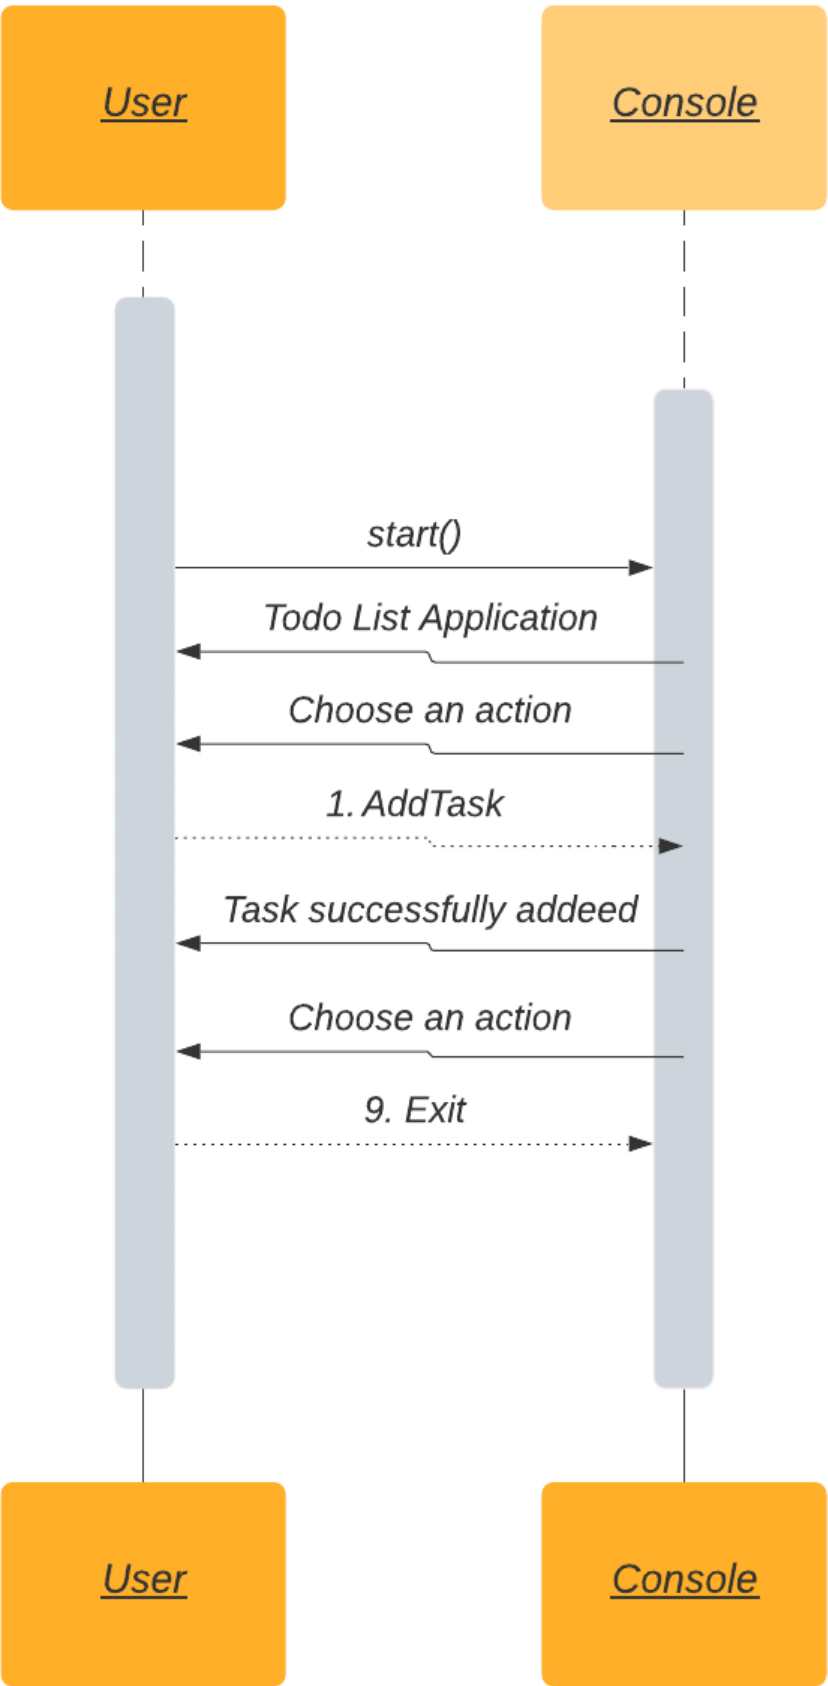 User
Console
start()
Todo List Application
Choose an action
1. AddTask
Task successfully addeed
Choose an action
9. Exit
User
Console